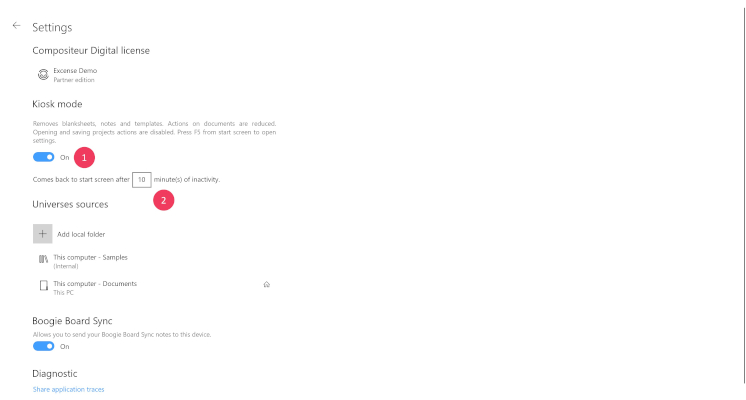 Settings
Compositeur Digital license
Excense Demo
Partner edition
Kiosk mode
Removes blanksheets, notes and templates. Actions on documents are reduced.
Opening and saving projects actions are disabled. Press F5 from start screen to open
settings.
On 1
Comes back to start screen after 10 minute(s) of inactivity.
2
Universes sources
Add local folder
This computer - Samples
(Internal)
This computer - Documents
This PC
Boogie Board Sync
Allows you to send your Boogie Board Sync notes to this device.
On
Diagnostic
Share application traces